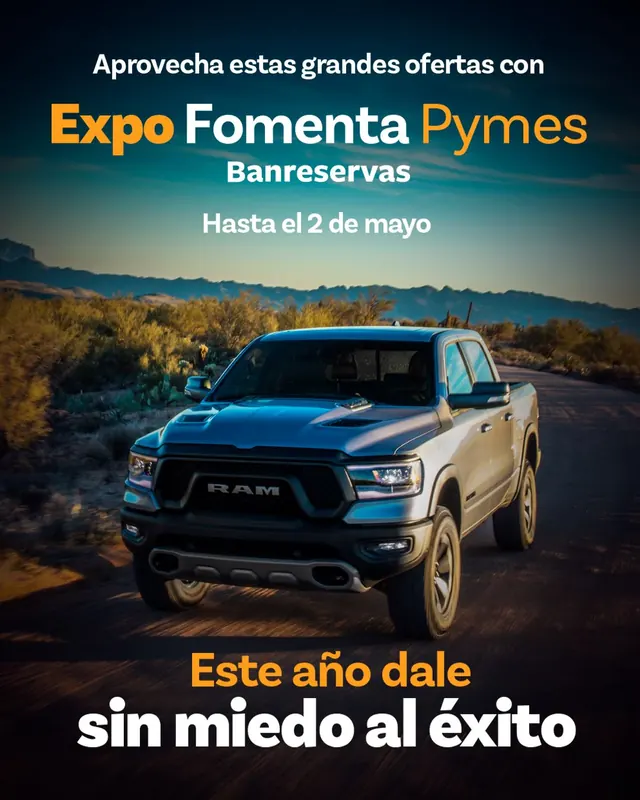 Aprovecha estas grandes ofertas con
Expo Fomenta Pymes
Banreservas
Hasta el 2 de mayo
RAM
Este año dale
sin miedo al éxito